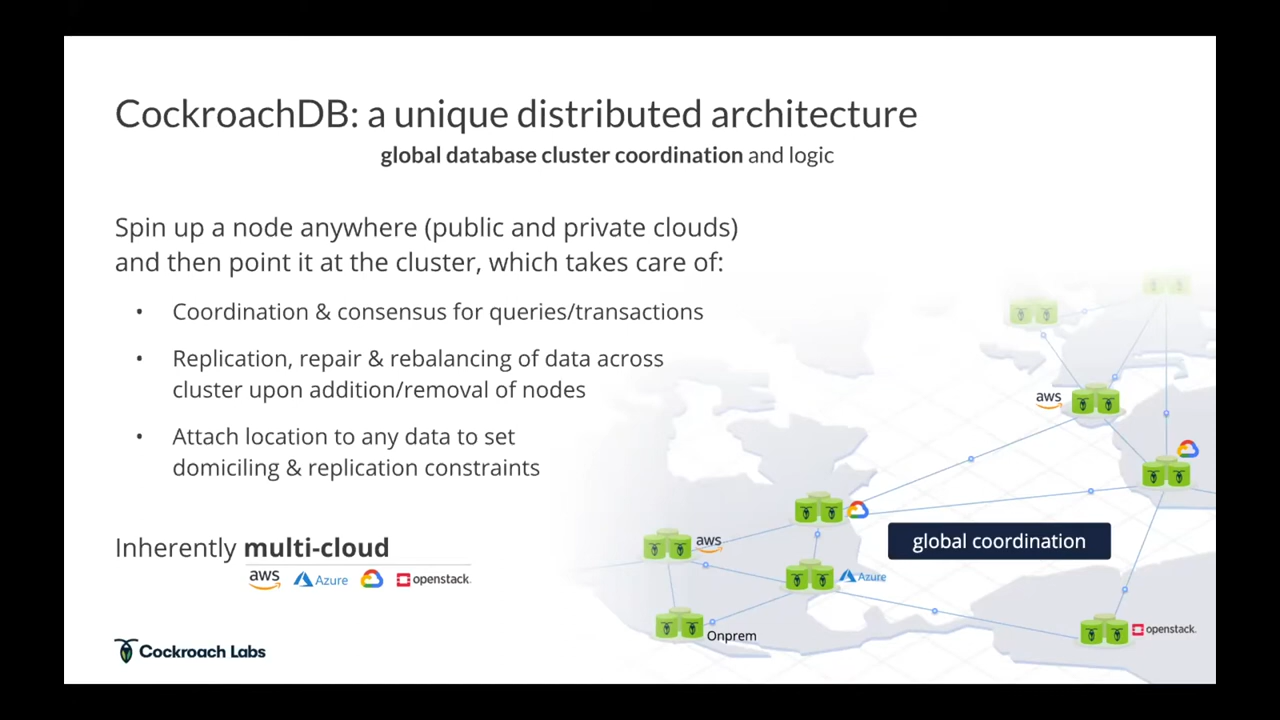 CockroachDB: a unique distributed architecture
global database cluster coordination and logic
Spin up a node anywhere (public and private clouds)
and then point it at the cluster, which takes care of:
• Coordination & consensus for queries/transactions
• Replication, repair & rebalancing of data across
cluster upon addition/removal of nodes
• Attach location to any data to set
domiciling & replication constraints
Inherently multi-cloud
aws Azure openstack.
Cockroach Labs
aws
aws
global coordination
Azure
Onprem
openstack.